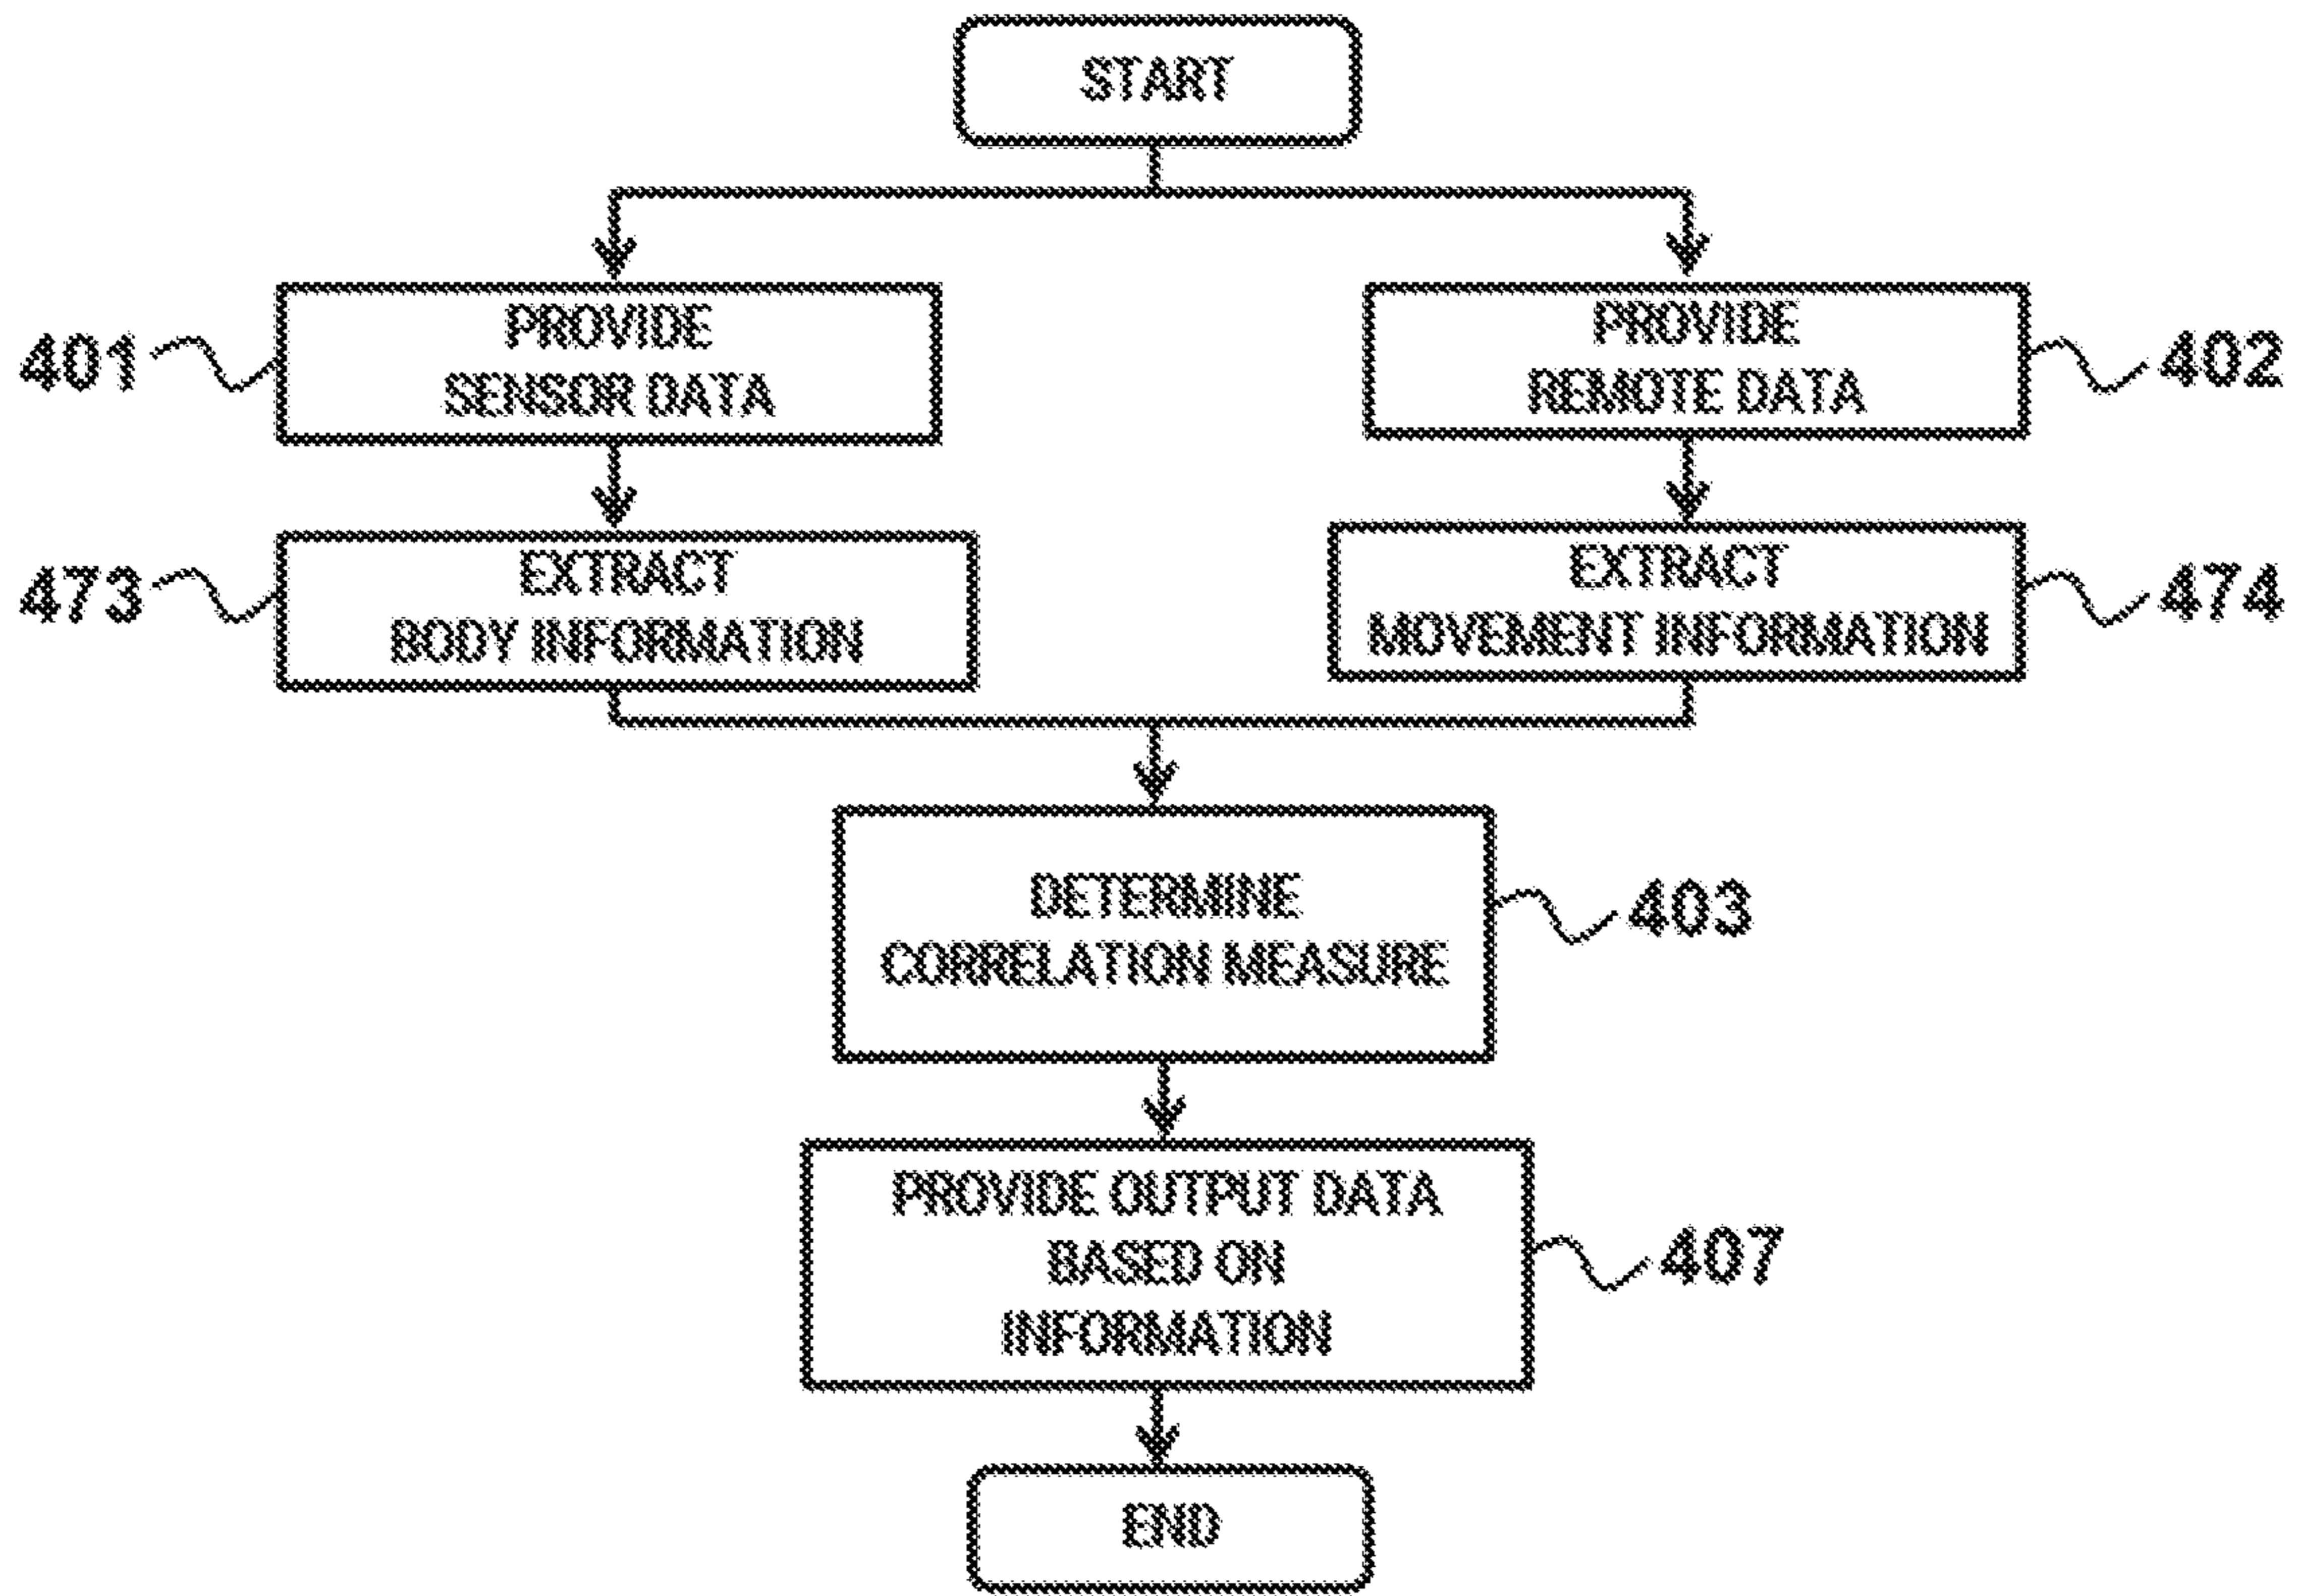 START
PROVIDE
SENSOR DATA
401
PROVIDE
REMOTE DATA
402
EXTRACT
BODY INFORMATION
473
EXTRACT
MOVEMENT INFORMATION
474
DETERMINE
CORRELATION MEASURE
403
PROVIDE OUTPUT DATA
BASED ON
INFORMATION
407
END